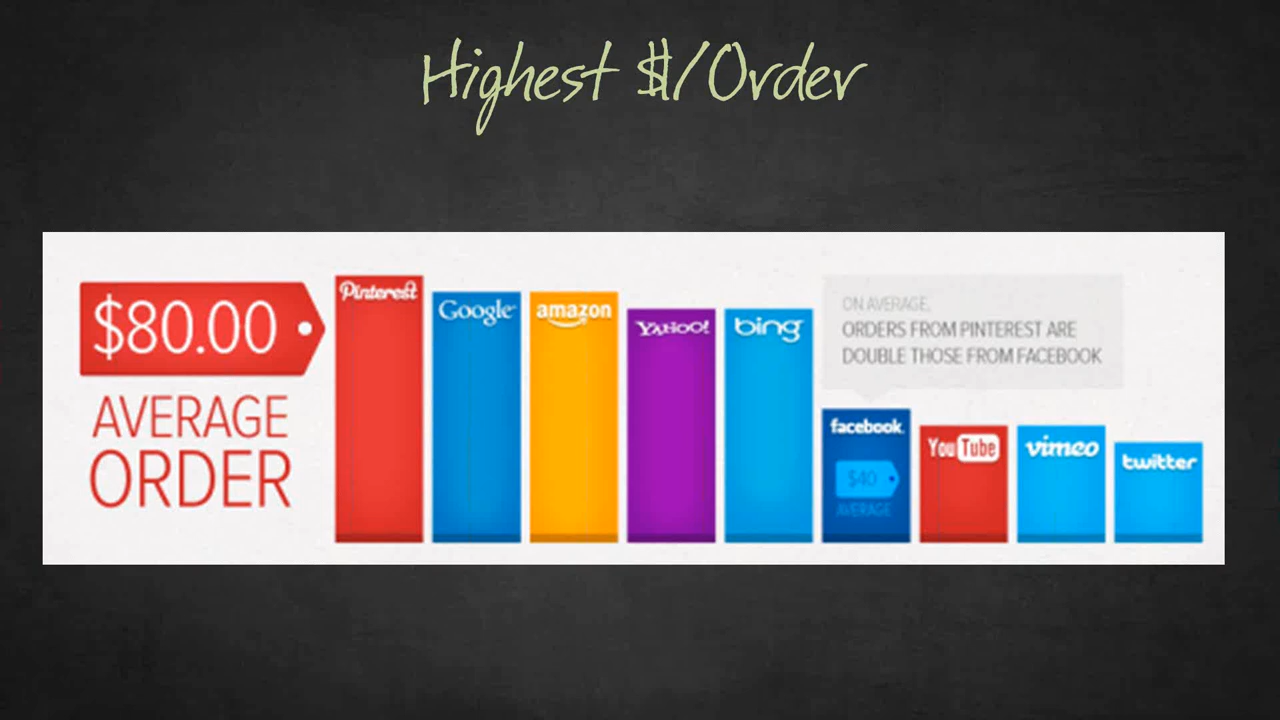 Highest $/Order
$80.00
AVERAGE
ORDER
Pinterest
Google
amazon
YAHOO!
bing
ON AVERAGE,
ORDERS FROM PINTEREST ARE
DOUBLE THOSE FROM FACEBOOK
facebook
$40
AVERAGE
YouTube
vimeo
twitter